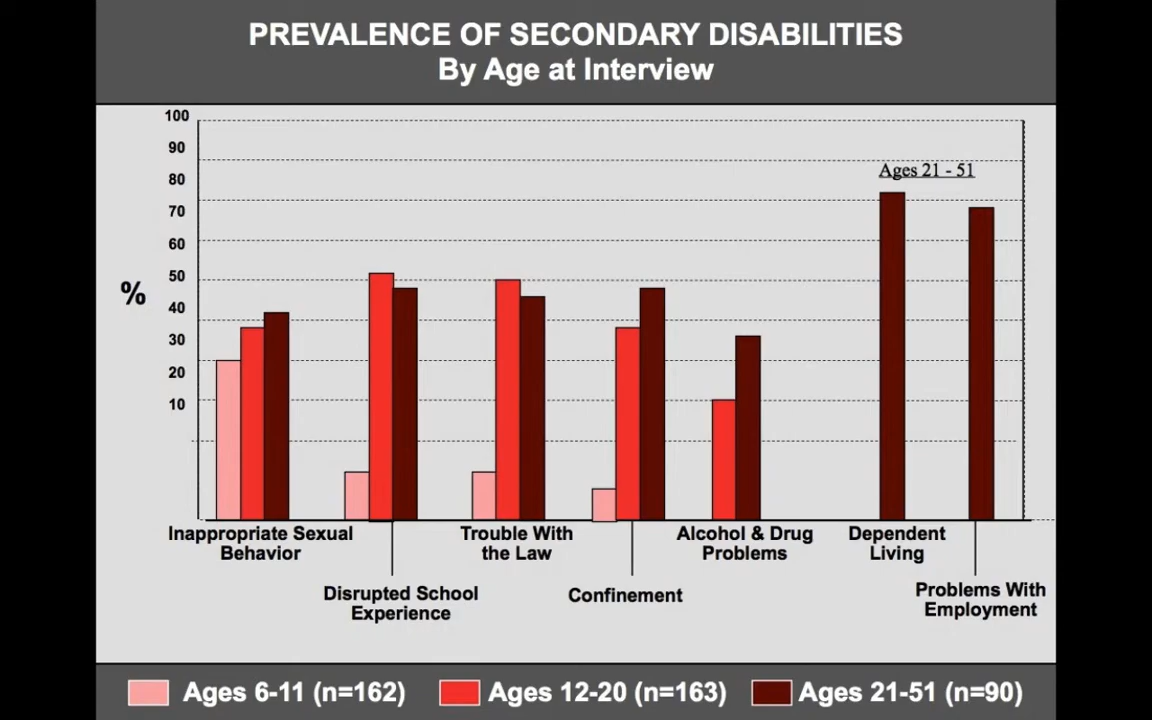 PREVALENCE OF SECONDARY DISABILITIES
By Age at Interview
100
90
80
70
60
50
40
30
20
10
%
Ages 21 - 51
Inappropriate Sexual
Behavior
Disrupted School
Experience
Trouble With
the Law
Confinement
Alcohol & Drug
Problems
Dependent
Living
Problems With
Employment
Ages 6-11 (n=162)
Ages 12-20 (n=163)
Ages 21-51 (n=90)